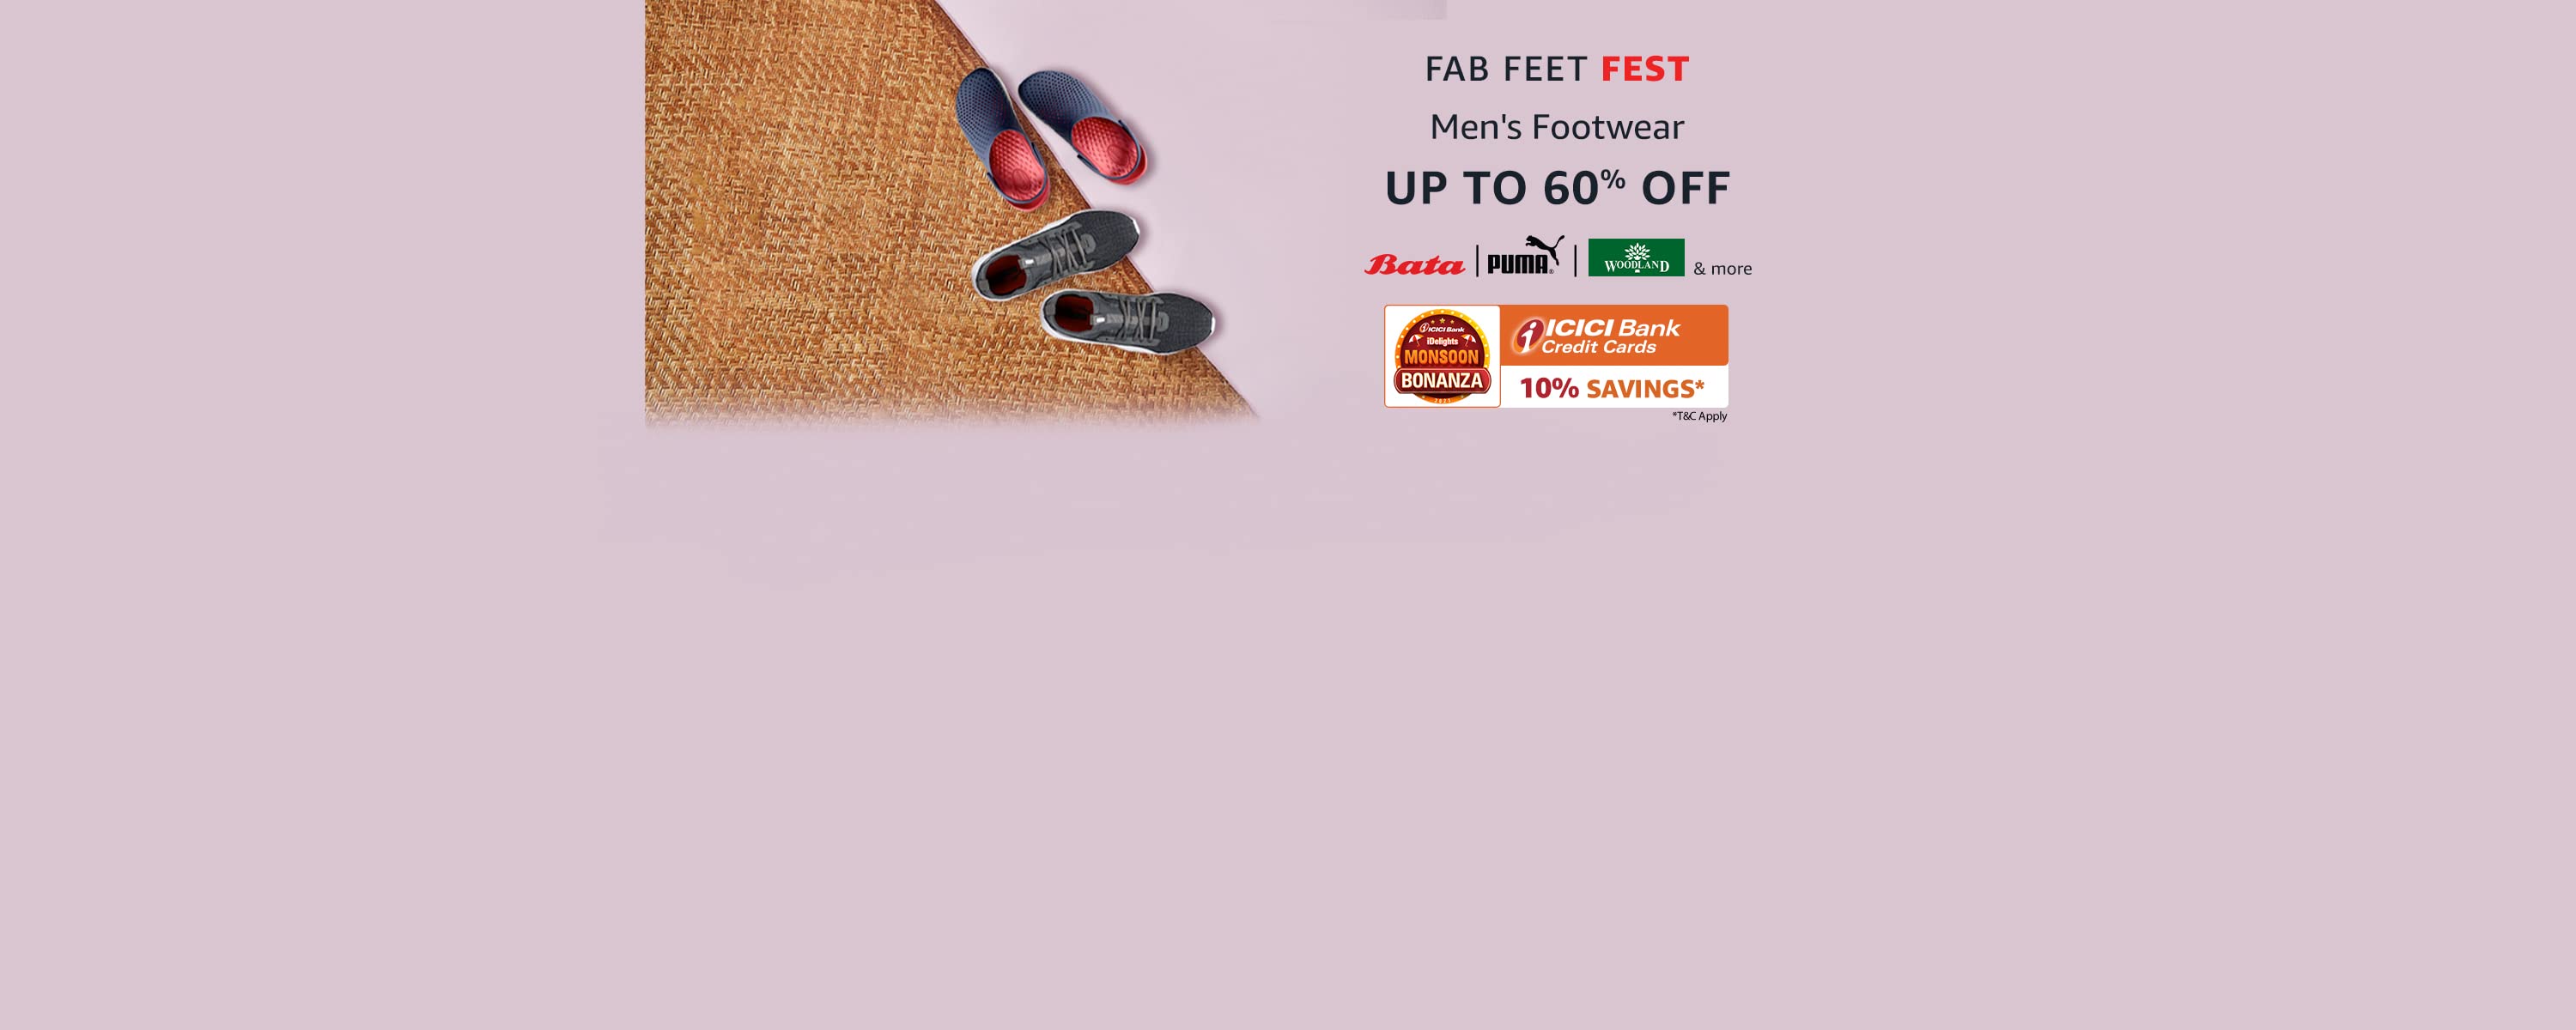 FAB FEET FEST
Men's Footwear
UP TO 60% OFF
Bata | PUMA® | WOODLAND & more
ICICI Bank
iDelights
MONSOON
BONANZA
ICICI Bank
Credit Cards
10% SAVINGS*
*T&C Apply